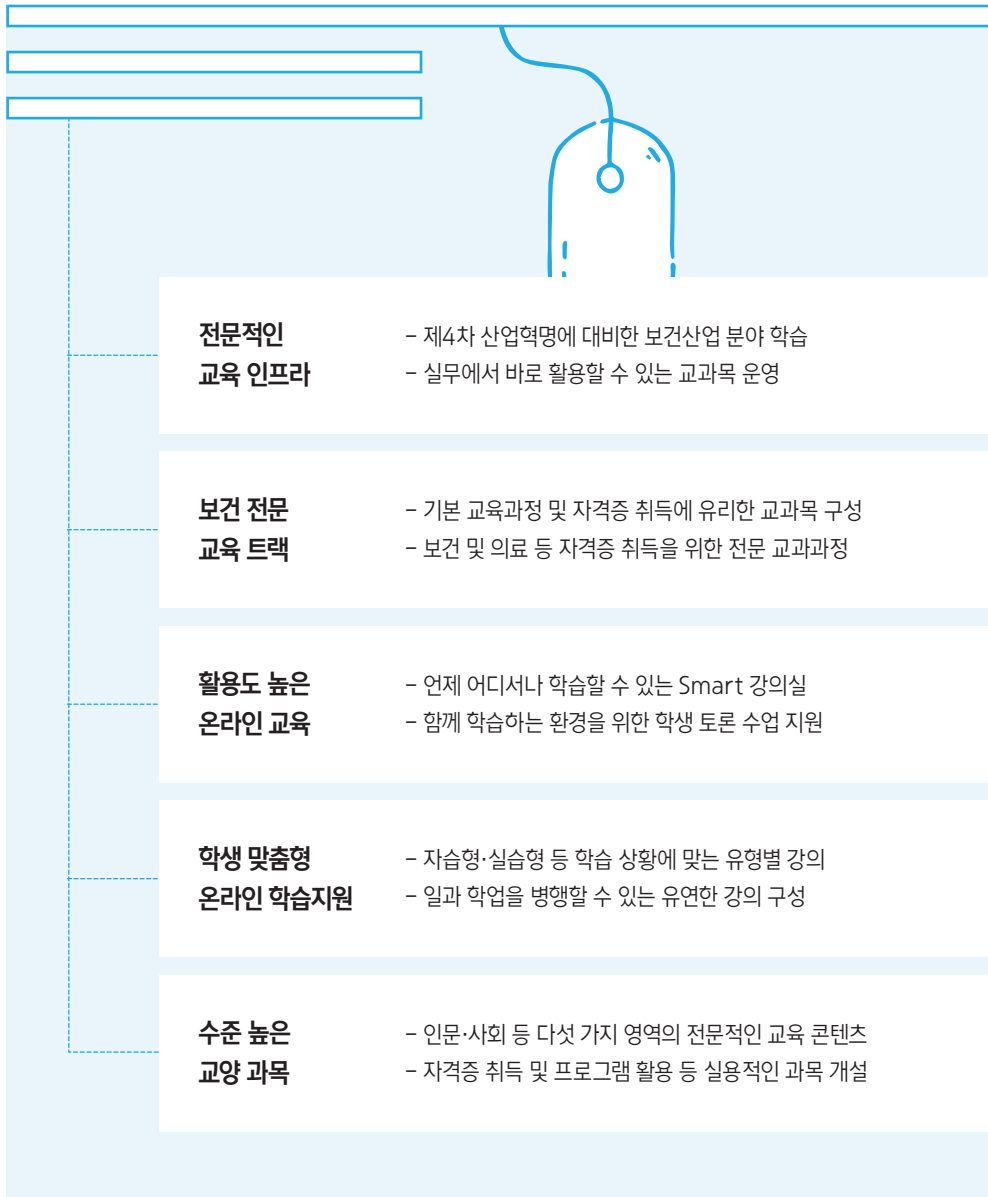 전문적인
교육 인프라
– 제4차 산업혁명에 대비한 보건산업 분야 학습
– 실무에서 바로 활용할 수 있는 교과목 운영
보건 전문
교육 트랙
– 기본 교육과정 및 자격증 취득에 유리한 교과목 구성
– 보건 및 의료 등 자격증 취득을 위한 전문 교과과정
활용도 높은
온라인 교육
– 언제 어디서나 학습할 수 있는 Smart 강의실
– 함께 학습하는 환경을 위한 학생 토론 수업 지원
학생 맞춤형
온라인 학습지원
– 자습형·실습형 등 학습 상황에 맞는 유형별 강의
– 일과 학업을 병행할 수 있는 유연한 강의 구성
수준 높은
교양 과목
– 인문·사회 등 다섯 가지 영역의 전문적인 교육 콘텐츠
– 자격증 취득 및 프로그램 활용 등 실용적인 과목 개설